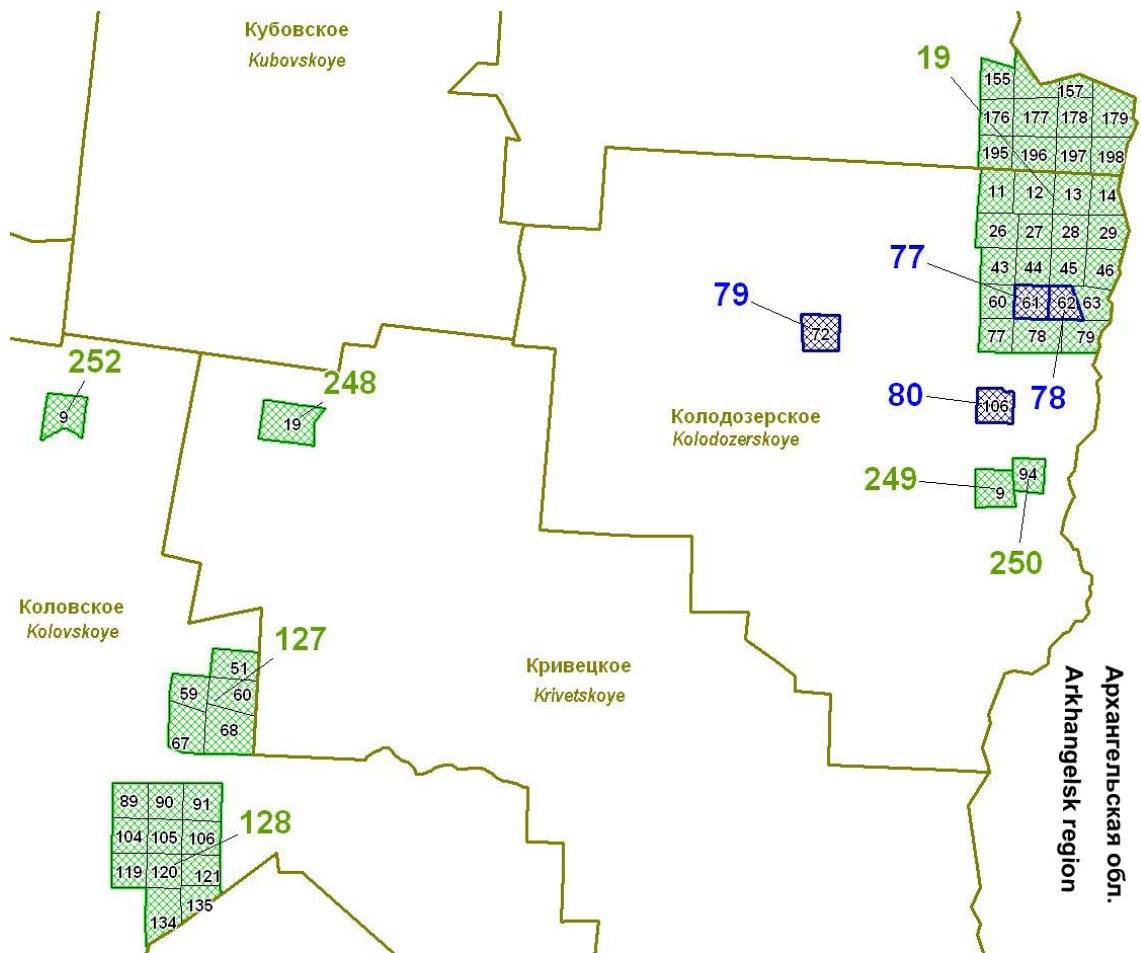 Кубовское
Kubovskoye
19
155
157
176 177 178 179
195 196 197 198
11 12 13 14
26 27 28 29
77
43 44 45 46
79
60 61 62 63
72
77 78 79
252
248
80
106
78
9
19
Колодозерское
Kolodozerskoye
249
94
9
250
Коловское
Kolovskoye
127
51
59 60
68
67
Кривецкое
Krivetskoye
Архангельская обл.
Arkhangelsk region
89 90 91
128
104 105 106
119 120 121
135
134